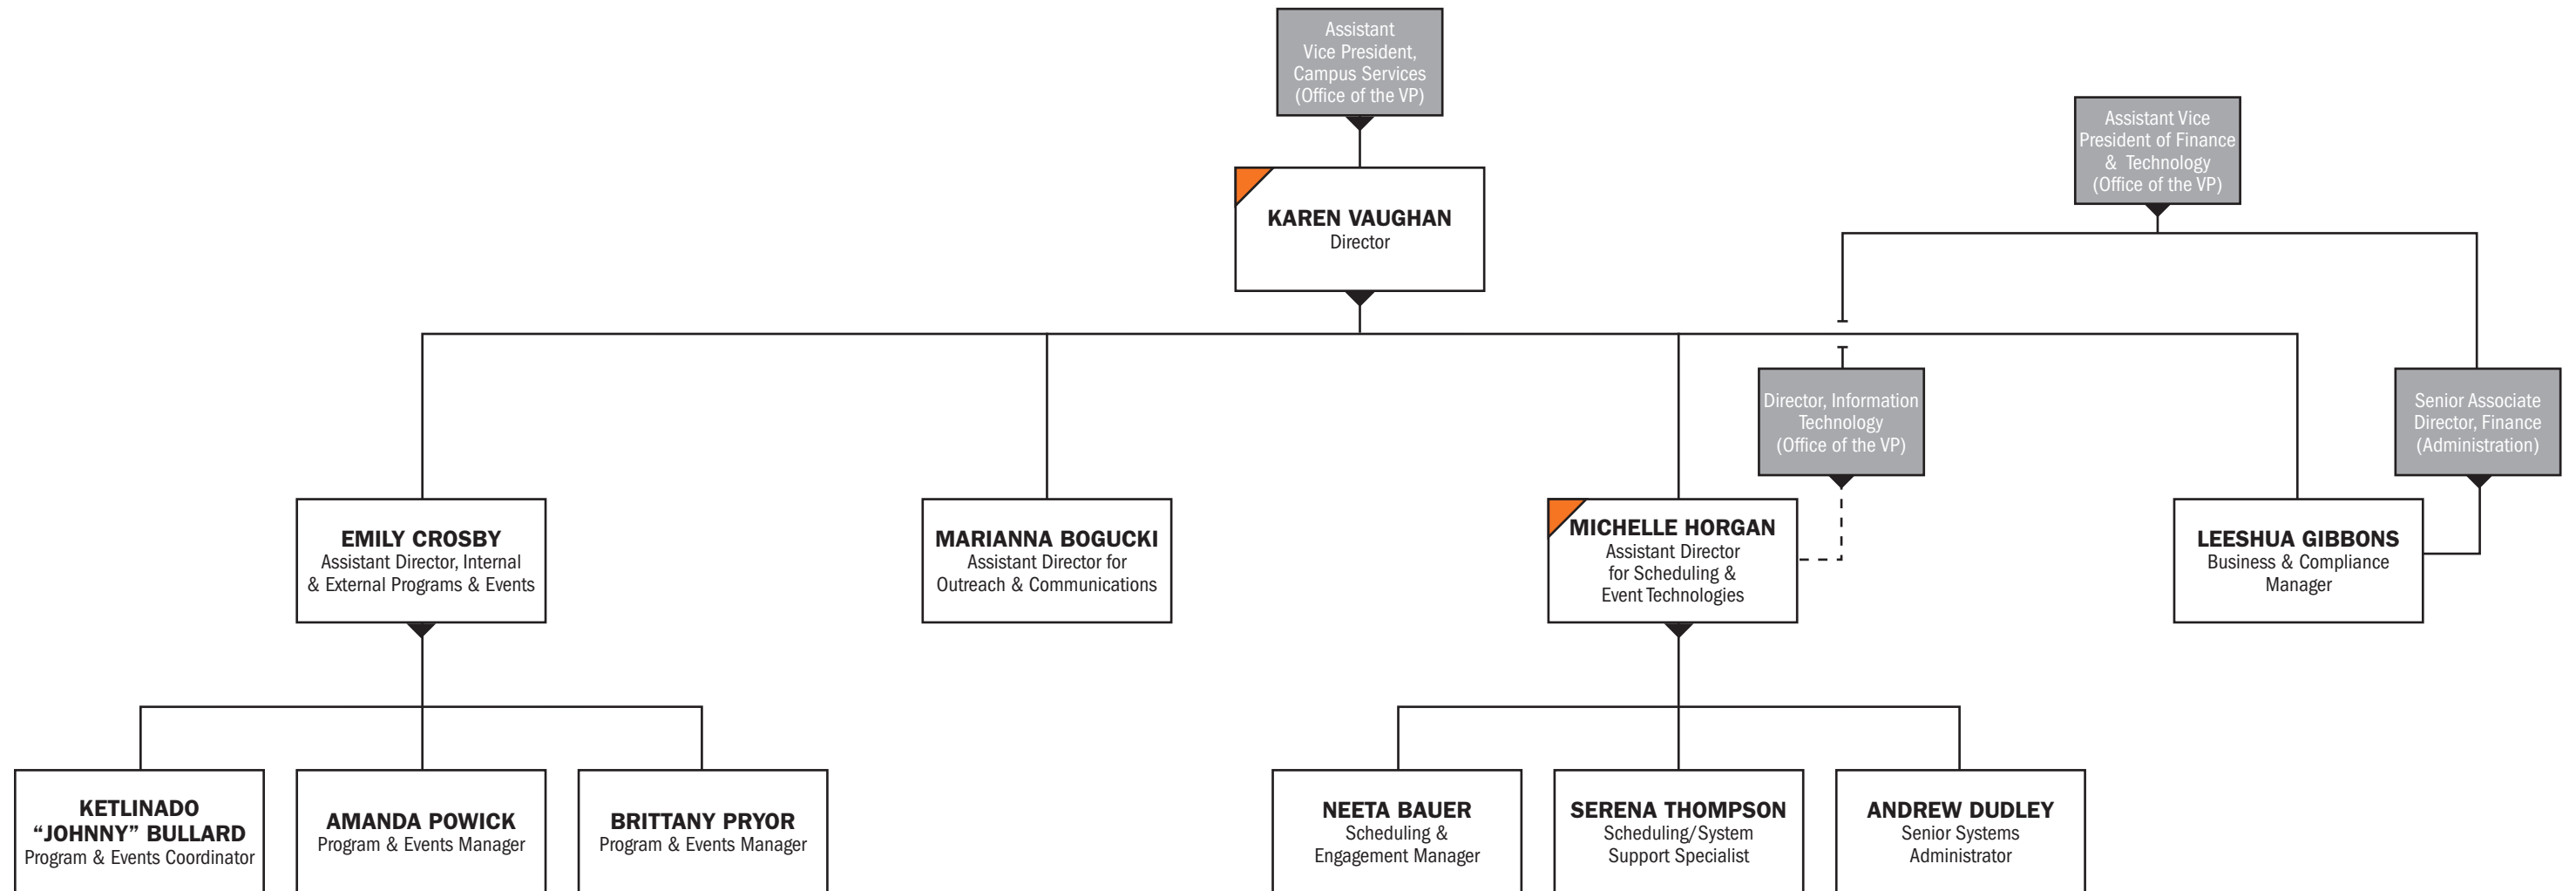 Assistant
Vice President,
Campus Services
(Office of the VP)
Assistant Vice
President of Finance
& Technology
(Office of the VP)
KAREN VAUGHAN
Director
Director, Information
Technology
(Office of the VP)
Senior Associate
Director, Finance
(Administration)
EMILY CROSBY
Assistant Director, Internal
& External Programs & Events
MARIANNA BOGUCKI
Assistant Director for
Outreach & Communications
MICHELLE HORGAN
Assistant Director
for Scheduling &
Event Technologies
LEESHUA GIBBONS
Business & Compliance
Manager
KETLINADO
“JOHNNY” BULLARD
Program & Events Coordinator
AMANDA POWICK
Program & Events Manager
BRITTANY PRYOR
Program & Events Manager
NEETA BAUER
Scheduling &
Engagement Manager
SERENA THOMPSON
Scheduling/System
Support Specialist
ANDREW DUDLEY
Senior Systems
Administrator